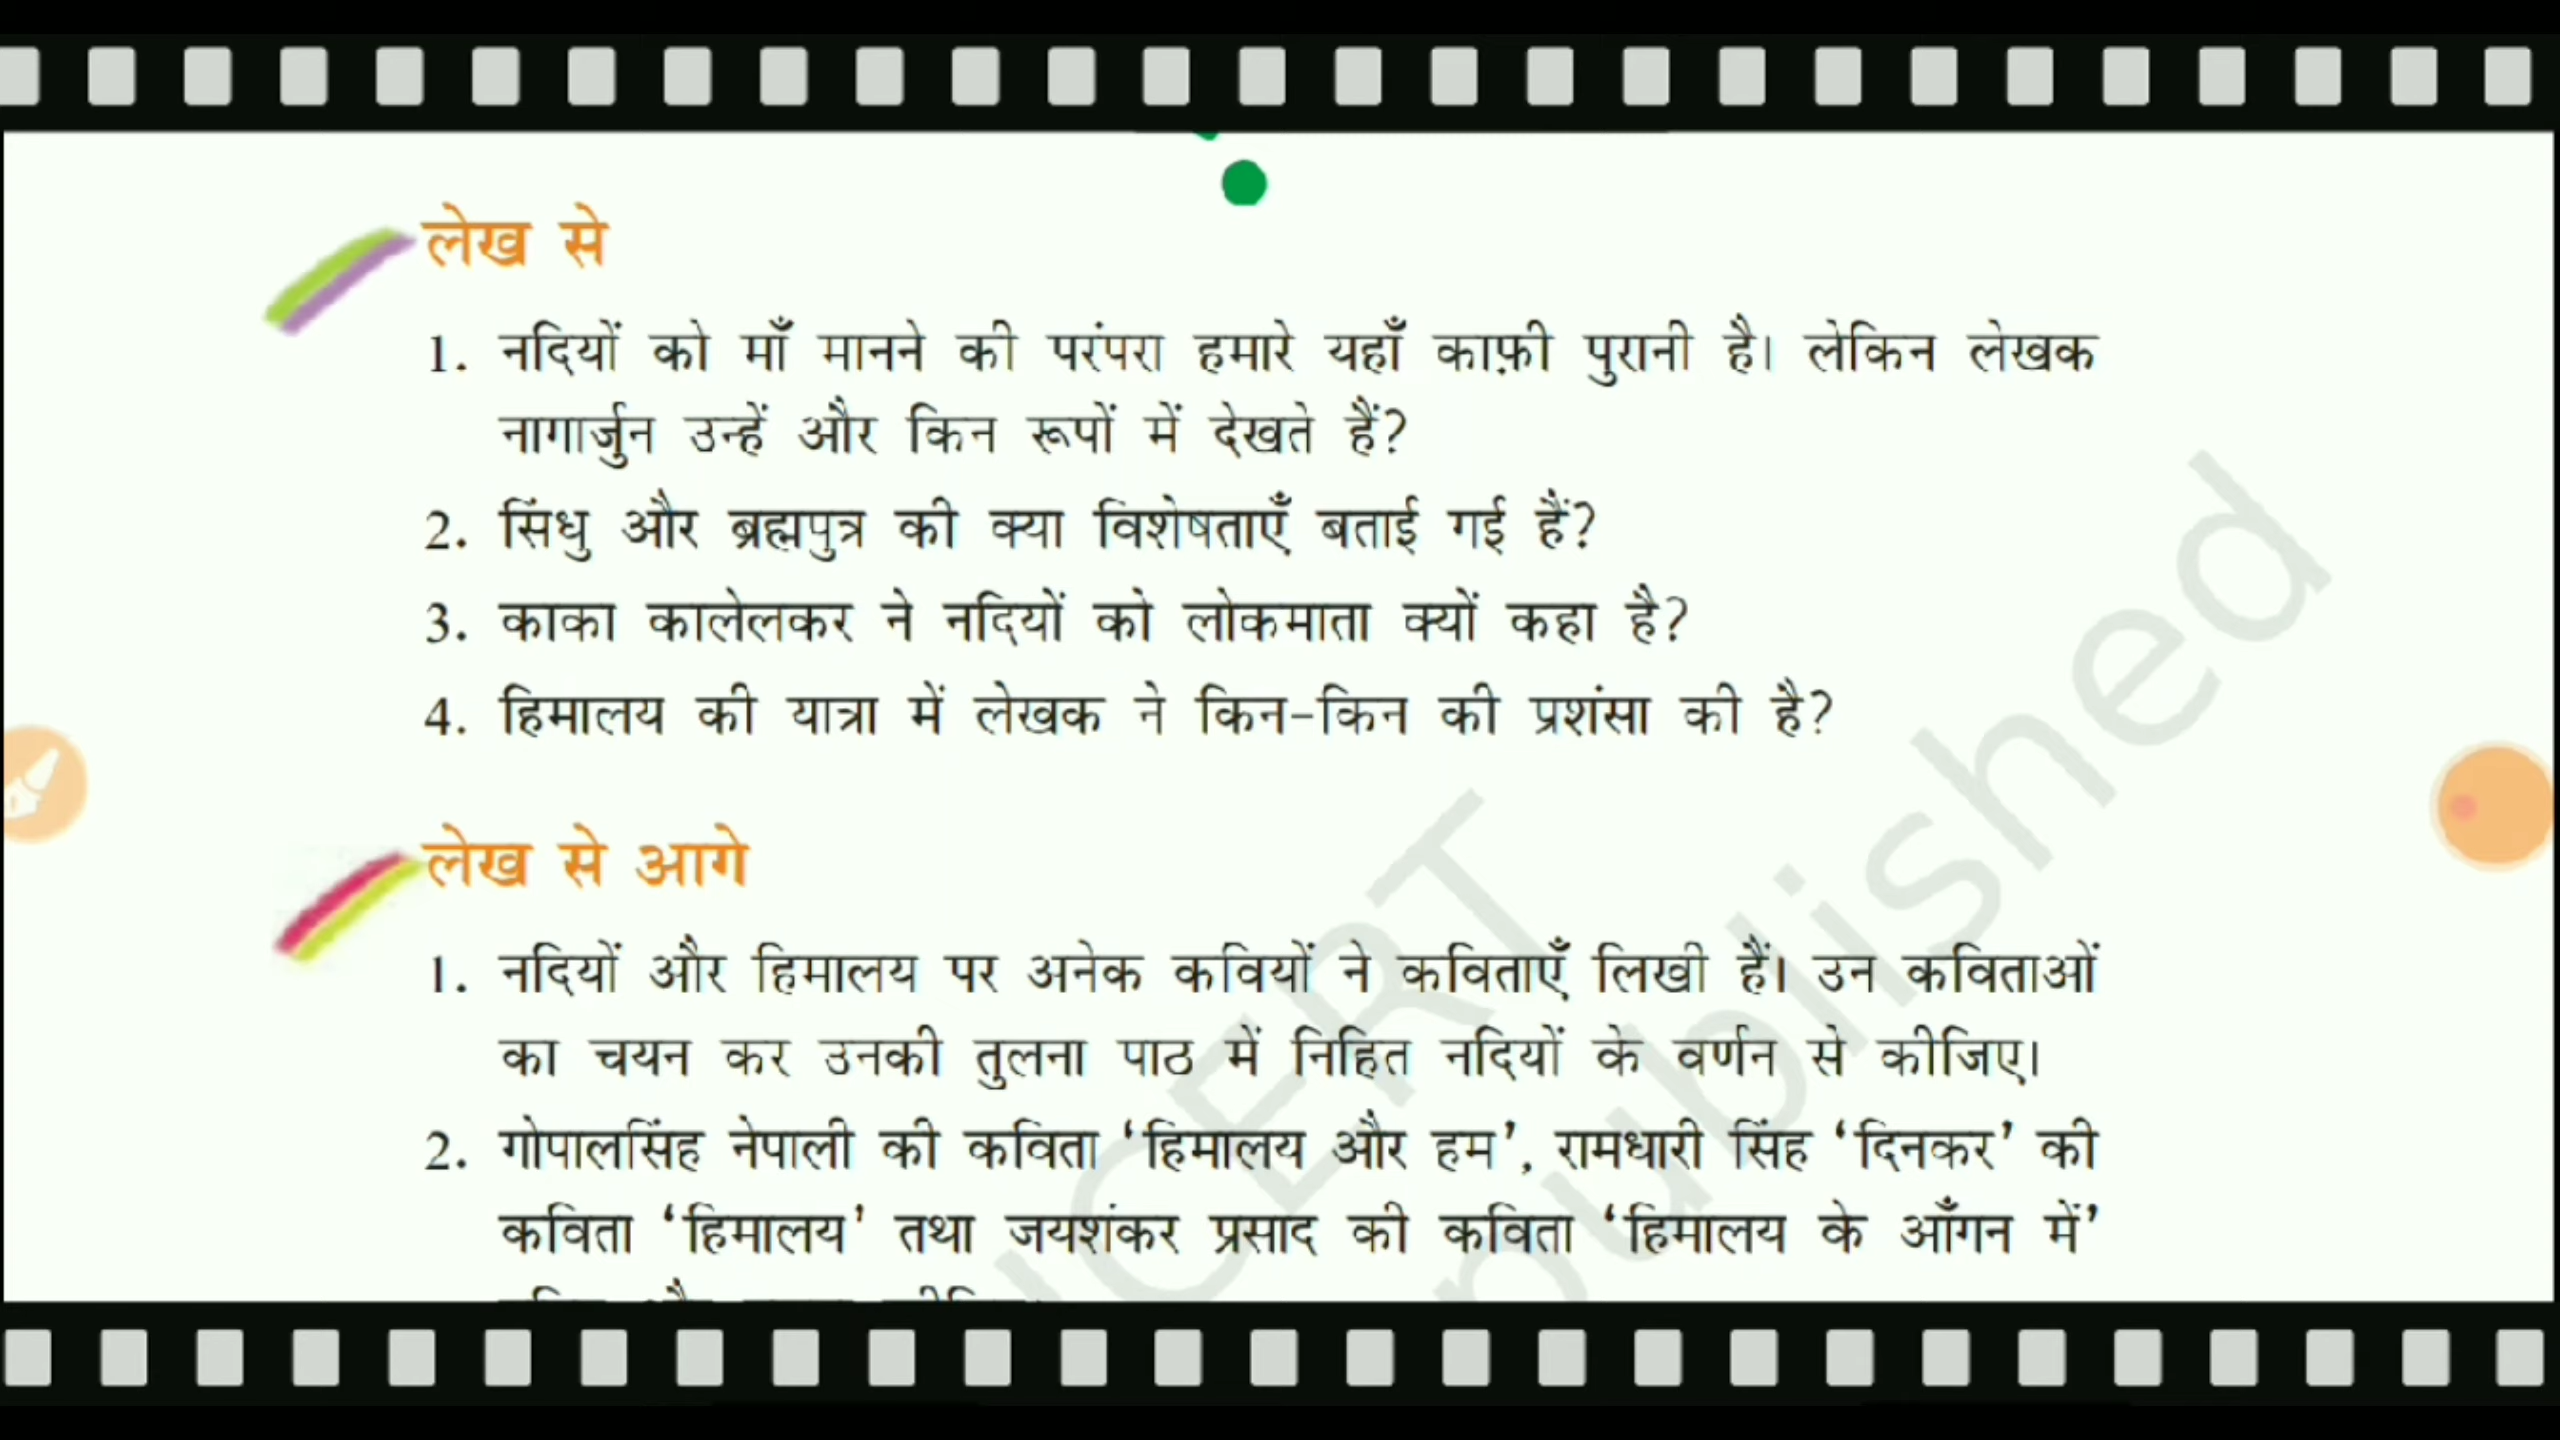 लेख से
1. नदियों को माँ मानने की परंपरा हमारे यहाँ काफ़ी पुरानी है। लेकिन लेखक
नागार्जुन उन्हें और किन रूपों में देखते हैं?
2. सिंधु और ब्रह्मपुत्र की क्या विशेषताएँ बताई गई हैं?
3. काका कालेलकर ने नदियों को लोकमाता क्यों कहा है?
4. हिमालय की यात्रा में लेखक ने किन-किन की प्रशंसा की है?
लेख से आगे
1. नदियों और हिमालय पर अनेक कवियों ने कविताएँ लिखी हैं। उन कविताओं
का चयन कर उनकी तुलना पाठ में निहित नदियों के वर्णन से कीजिए।
2. गोपालसिंह नेपाली की कविता ‘हिमालय और हम’, रामधारी सिंह ‘दिनकर’ की
कविता ‘हिमालय’ तथा जयशंकर प्रसाद की कविता ‘हिमालय के आँगन में’
CERT
published